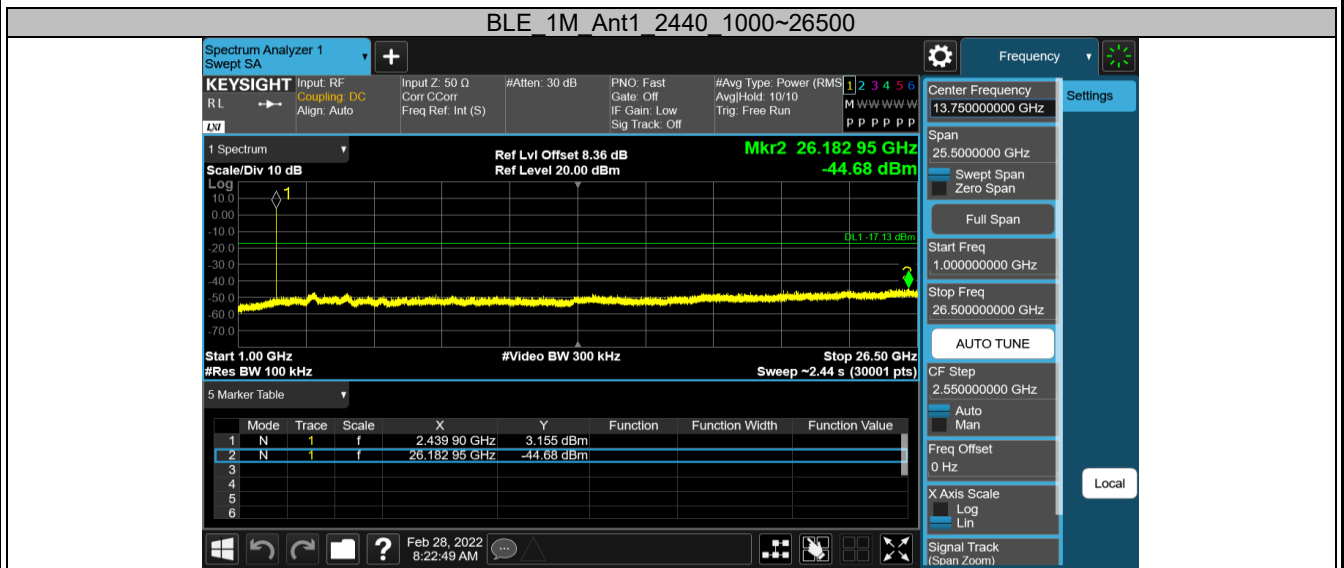 BLE_1M_Ant1_2440_1000~26500
Spectrum Analyzer 1
Swept SA
+
Frequency
KEYSIGHT
RL
LXI
Input: RF
Coupling: DC
Align: Auto
Input Z: 50 Ω
Corr CCorr
Freq Ref: Int (S)
#Atten: 30 dB
PNO: Fast
Gate: Off
IF Gain: Low
Sig Track: Off
#Avg Type: Power (RMS
Avg|Hold: 10/10
Trig: Free Run
1 2 3 4 5 6
M W W W W W
P P P P P P
1 Spectrum
Scale/Div 10 dB
Ref Lvl Offset 8.36 dB
Ref Level 20.00 dBm
Mkr2 26.182 95 GHz
-44.68 dBm
Log
10.0
0.00
-10.0
-20.0
-30.0
-40.0
-50.0
-60.0
-70.0
1
DL1 -17.13 dBm
Start 1.00 GHz
#Res BW 100 kHz
#Video BW 300 kHz
Stop 26.50 GHz
Sweep ~2.44 s (30001 pts)
5 Marker Table
Mode Trace Scale X Y Function Function Width Function Value
1 N 1 f 2.439 90 GHz 3.155 dBm
2 N 1 f 26.182 95 GHz -44.68 dBm
3
4
5
6
Feb 28, 2022
8:22:49 AM
?
Center Frequency
13.750000000 GHz
Settings
Span
25.5000000 GHz
Swept Span
Zero Span
Full Span
Start Freq
1.000000000 GHz
Stop Freq
26.500000000 GHz
AUTO TUNE
CF Step
2.550000000 GHz
Auto
Man
Freq Offset
0 Hz
X Axis Scale
Log
Lin
Local
Signal Track
(Span Zoom)